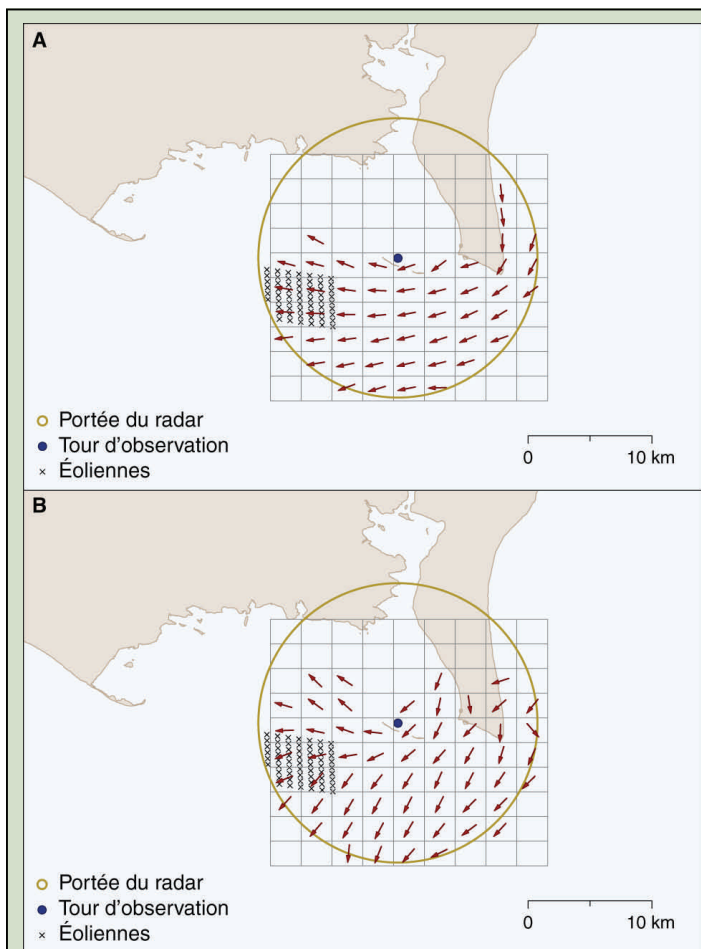 A
Portée du radar
Tour d'observation
Éoliennes
0 10 km
B
Portée du radar
Tour d'observation
Éoliennes
0 10 km